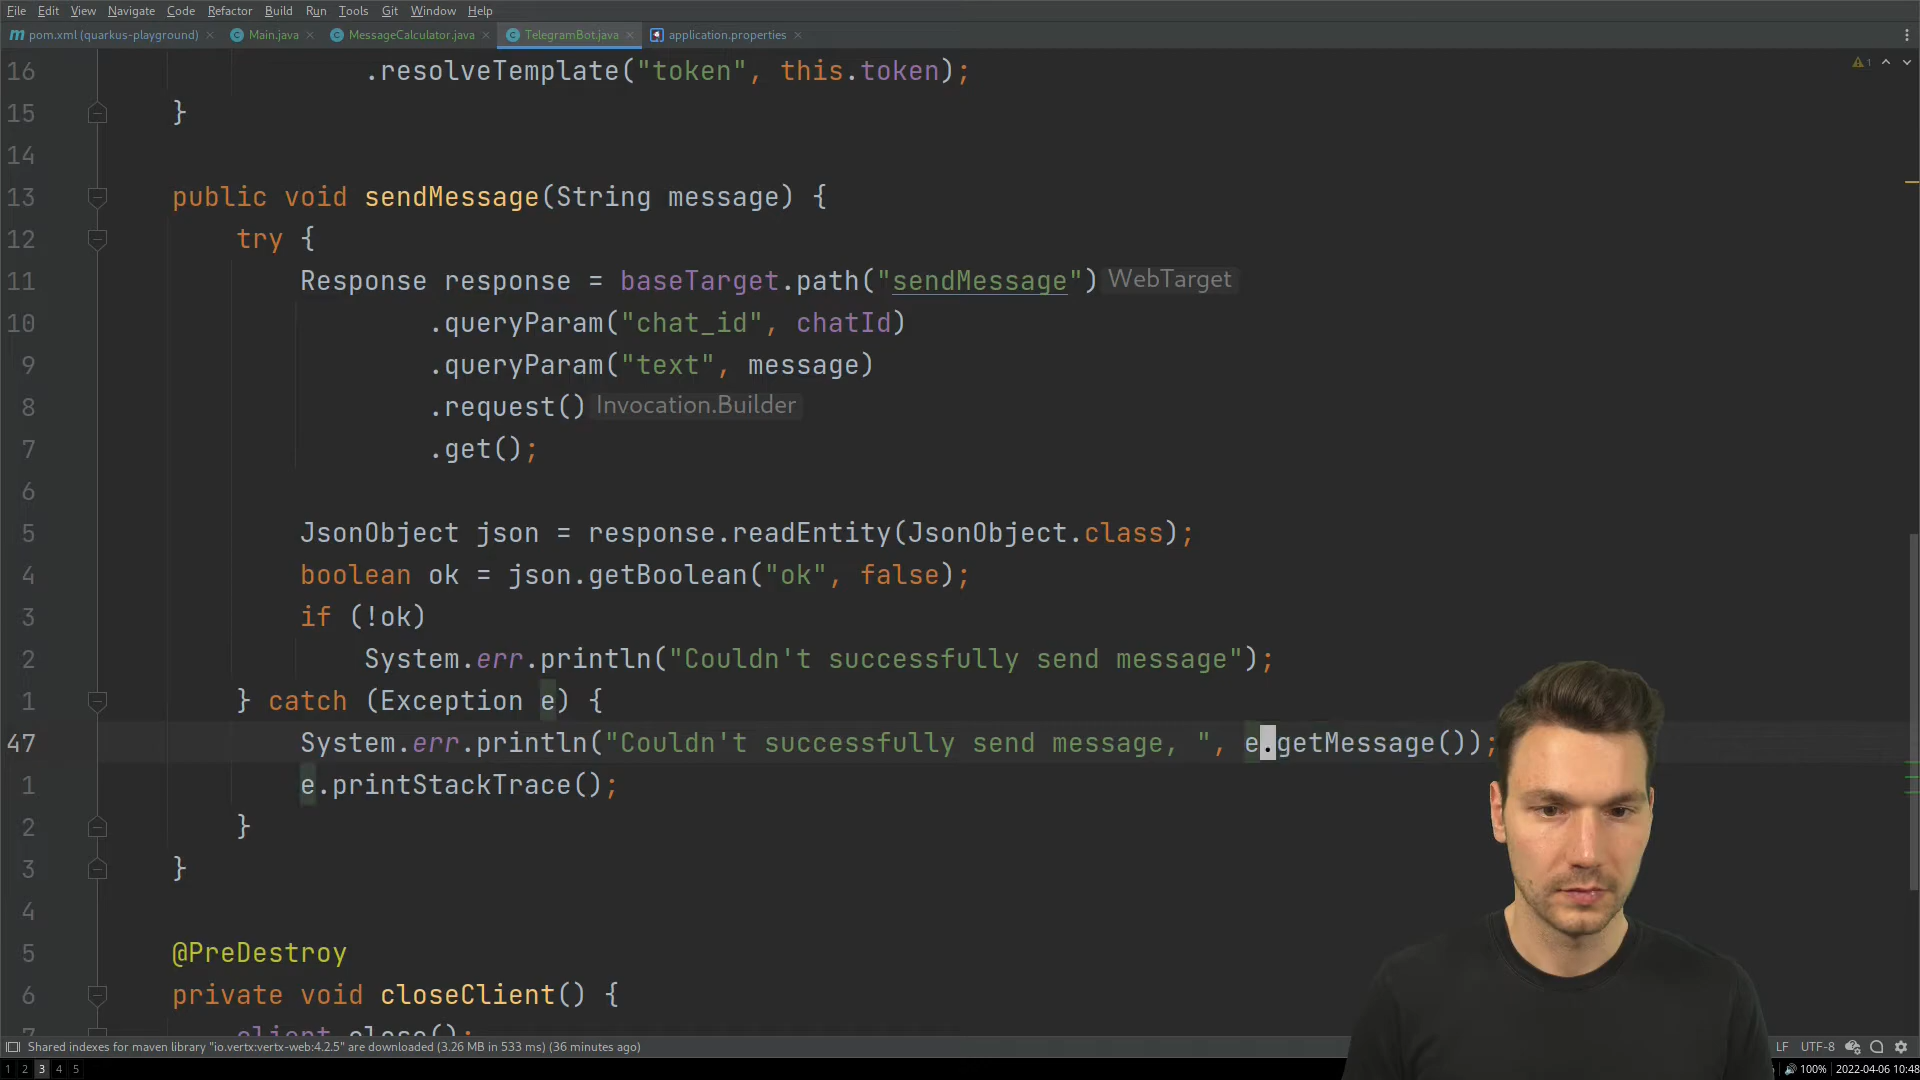 File Edit View Navigate Code Refactor Build Run Tools Git Window Help
pom.xml (quarkus-playground) × Main.java × MessageCalculator.java × TelegramBot.java × application.properties ×
16 .resolveTemplate("token", this.token);
1
15 }
14
13 public void sendMessage(String message) {
12 try {
11 Response response = baseTarget.path("sendMessage") WebTarget
10 .queryParam("chat_id", chatId)
9 .queryParam("text", message)
8 .request() Invocation.Builder
7 .get();
6
5 JsonObject json = response.readEntity(JsonObject.class);
4 boolean ok = json.getBoolean("ok", false);
3 if (!ok)
2 System.err.println("Couldn't successfully send message");
1 } catch (Exception e) {
47 System.err.println("Couldn't successfully send message, ", e.getMessage());
1 e.printStackTrace();
2 }
3 }
4
5 @PreDestroy
6 private void closeClient() {
7 client.close();
Shared indexes for maven library "io.vertx:vertx-web:4.2.5" are downloaded (3.26 MB in 533 ms) (36 minutes ago) LF UTF-8
1 2 3 4 5 100% 2022-04-06 10:48